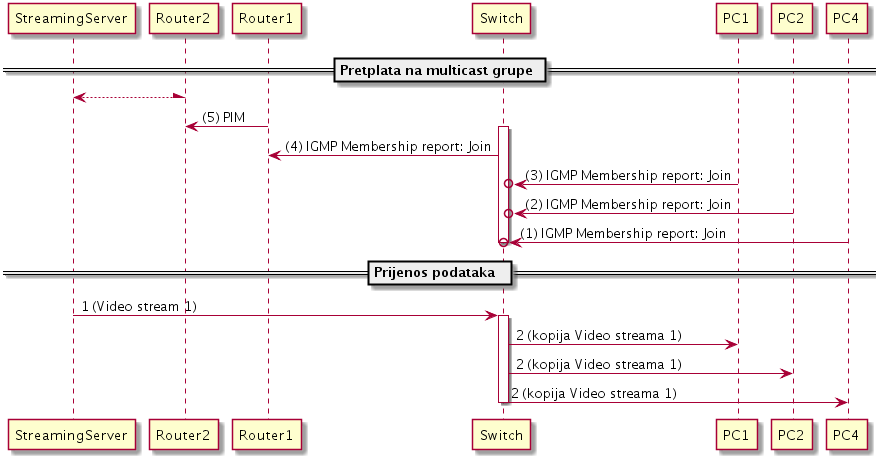 StreamingServer Router2 Router1 Switch PC1 PC2 PC4
Pretplata na multicast grupe
(5) PIM
(4) IGMP Membership report: Join
(3) IGMP Membership report: Join
(2) IGMP Membership report: Join
(1) IGMP Membership report: Join
Prijenos podataka
1 (Video stream 1)
2 (kopija Video streama 1)
2 (kopija Video streama 1)
2 (kopija Video streama 1)
StreamingServer Router2 Router1 Switch PC1 PC2 PC4